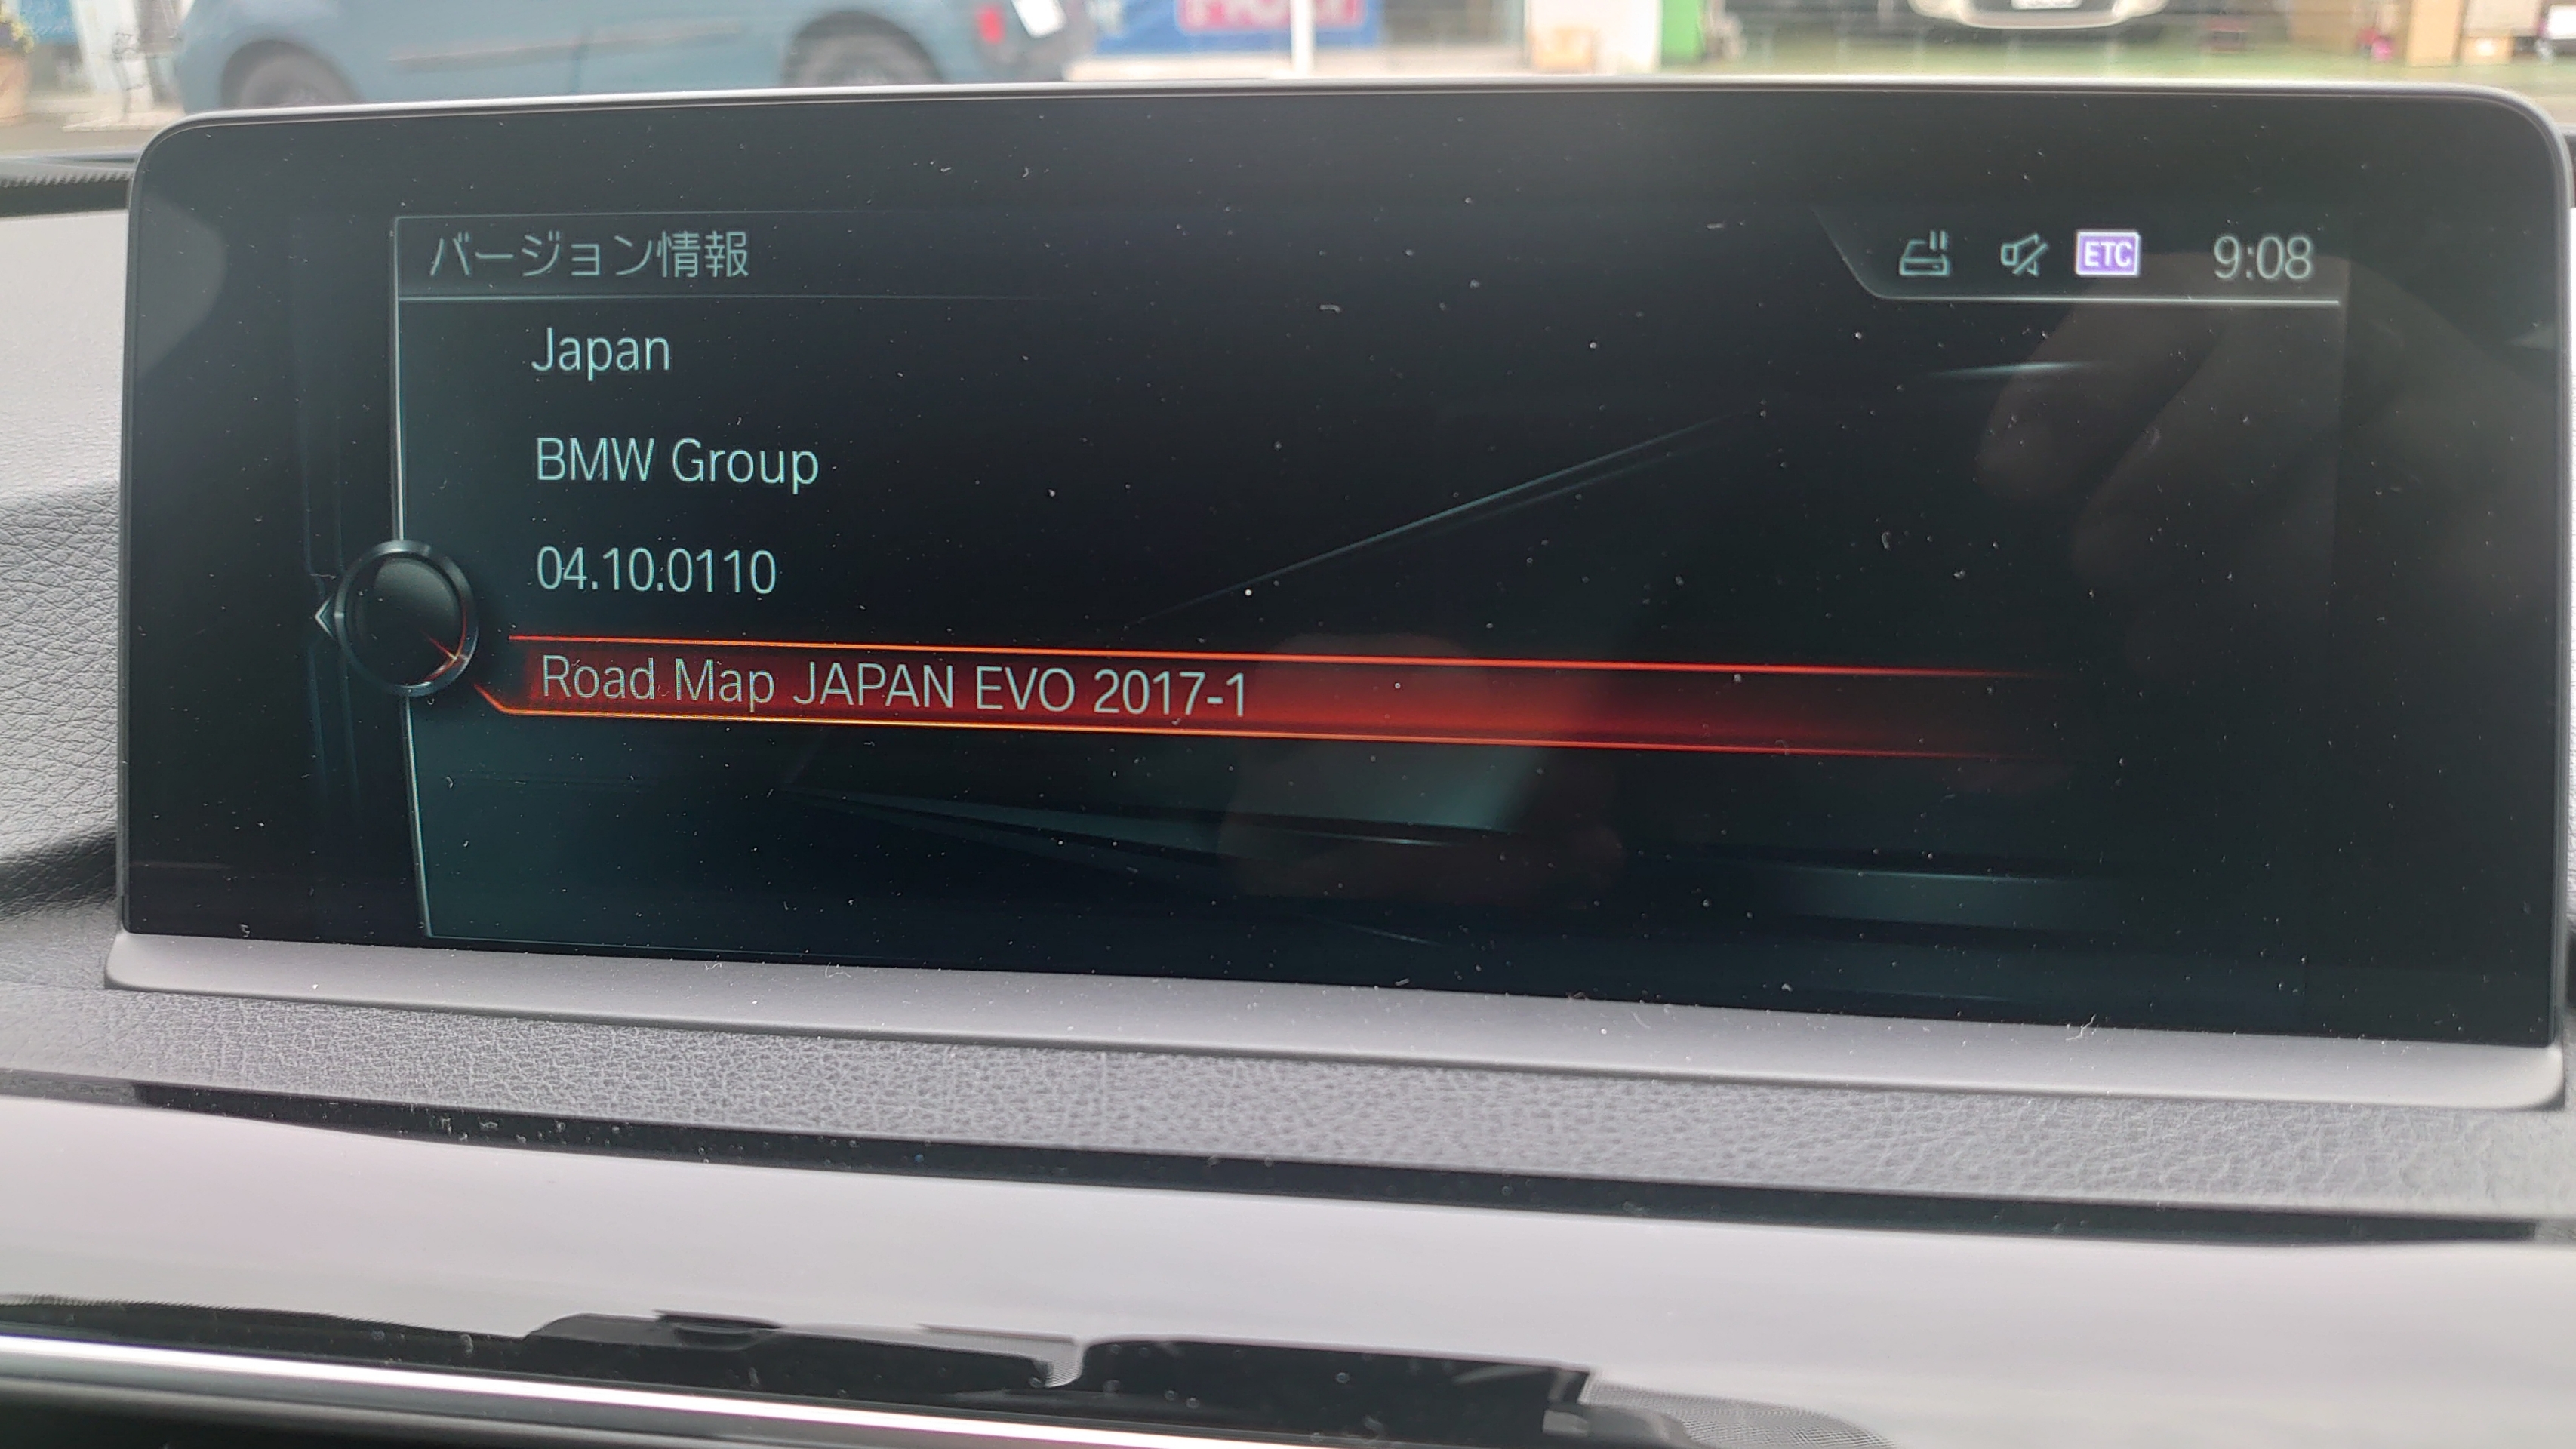 バージョン情報
ETC 9:08
Japan
BMW Group
04.10.0110
Road Map JAPAN EVO 2017-1